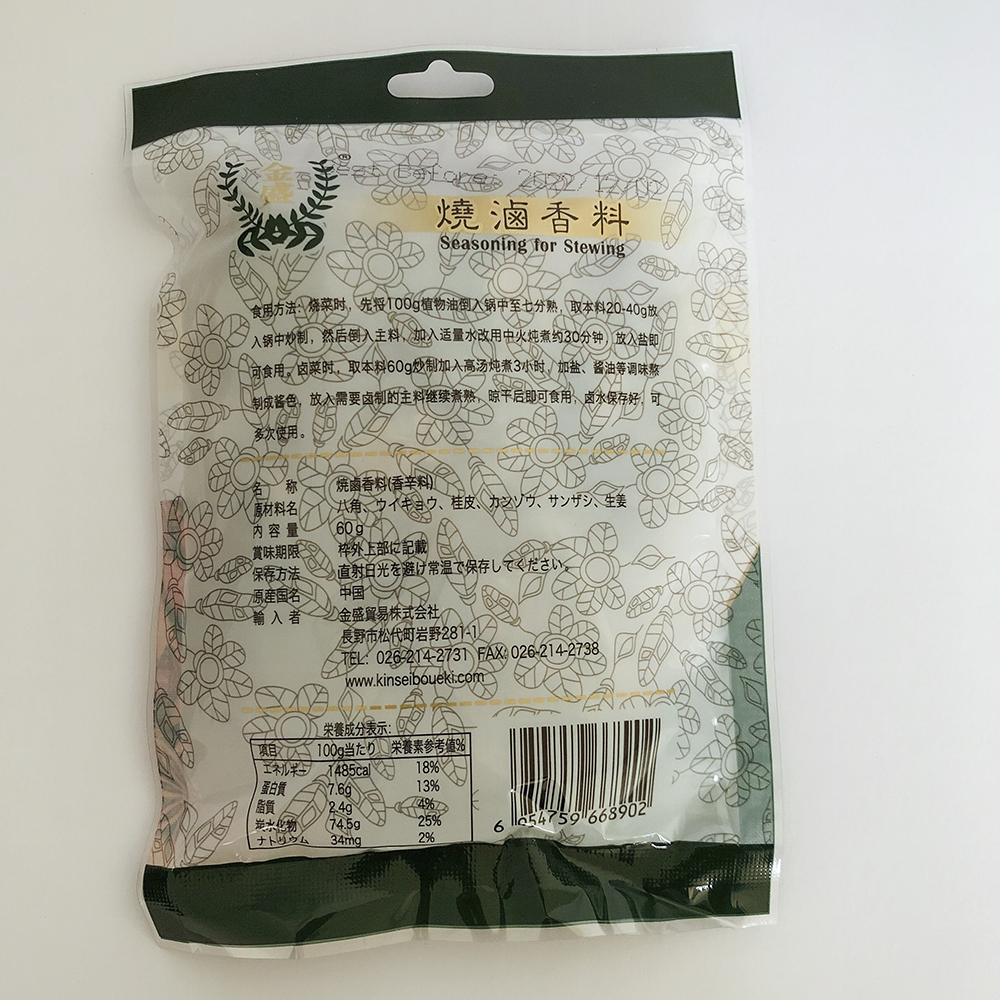 金盛 ®
Best Before: 2022/12/01
燒滷香料
Seasoning for Stewing
食用方法：烧菜时，先将100g植物油倒入锅中至七分熟，取本料20-40g放
入锅中炒制，然后倒入主料，加入适量水改用中火炖煮约30分钟，放入盐即
可食用。卤菜时，取本料60g炒制加入高汤炖煮3小时，加盐、酱油等调味熬
制成酱色，放入需要卤制的主料继续煮熟，晾干后即可食用，卤水保存好，可
多次使用。
名称 焼鹵香料(香辛料)
原材料名 八角、ウイキョウ、桂皮、カンゾウ、サンザシ、生姜
内容量 60g
賞味期限 枠外上部に記載
保存方法 直射日光を避け常温で保存してください。
原産国名 中国
輸入者 金盛貿易株式会社
長野市松代町岩野281-1
TEL: 026-214-2731 FAX: 026-214-2738
www.kinseiboueki.com
栄養成分表示:
項目 100g当たり 栄養素参考値%
エネルギー 1485cal 18%
蛋白質 7.6g 13%
脂質 2.4g 4%
炭水化物 74.5g 25%
ナトリウム 34mg 2%
6 954759 668902